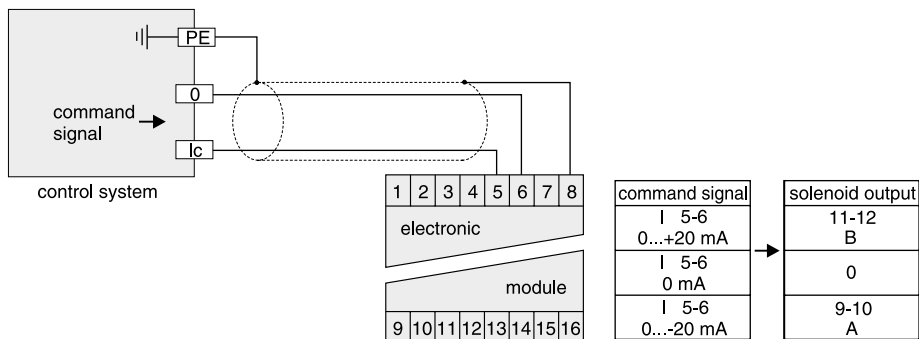 PE
0
command
signal
Ic
control system
1 2 3 4 5 6 7 8
electronic
module
9 10 11 12 13 14 15 16
command signal
I 5-6
0...+20 mA
I 5-6
0 mA
I 5-6
0...-20 mA
solenoid output
11-12
B
0
9-10
A